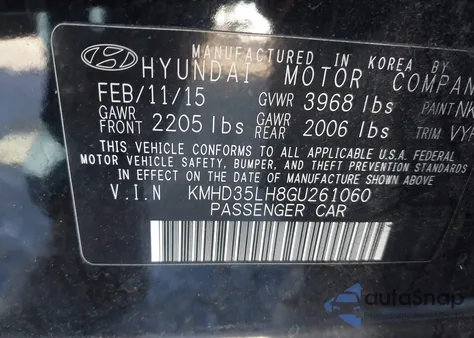 MANUFACTURED IN KOREA BY
HYUNDAI MOTOR COMPAN
FEB/11/15 GVWR 3968 lbs PAINT NK
GAWR FRONT 2205 lbs GAWR REAR 2006 lbs TRIM VYF
THIS VEHICLE CONFORMS TO ALL APPLICABLE U.S.A. FEDERAL
MOTOR VEHICLE SAFETY, BUMPER, AND THEFT PREVENTION STANDARDS
IN EFFECT ON THE DATE OF MANUFACTURE SHOWN ABOVE.
V.I.N KMHD35LH8GU261060
PASSENGER CAR
autoSnap